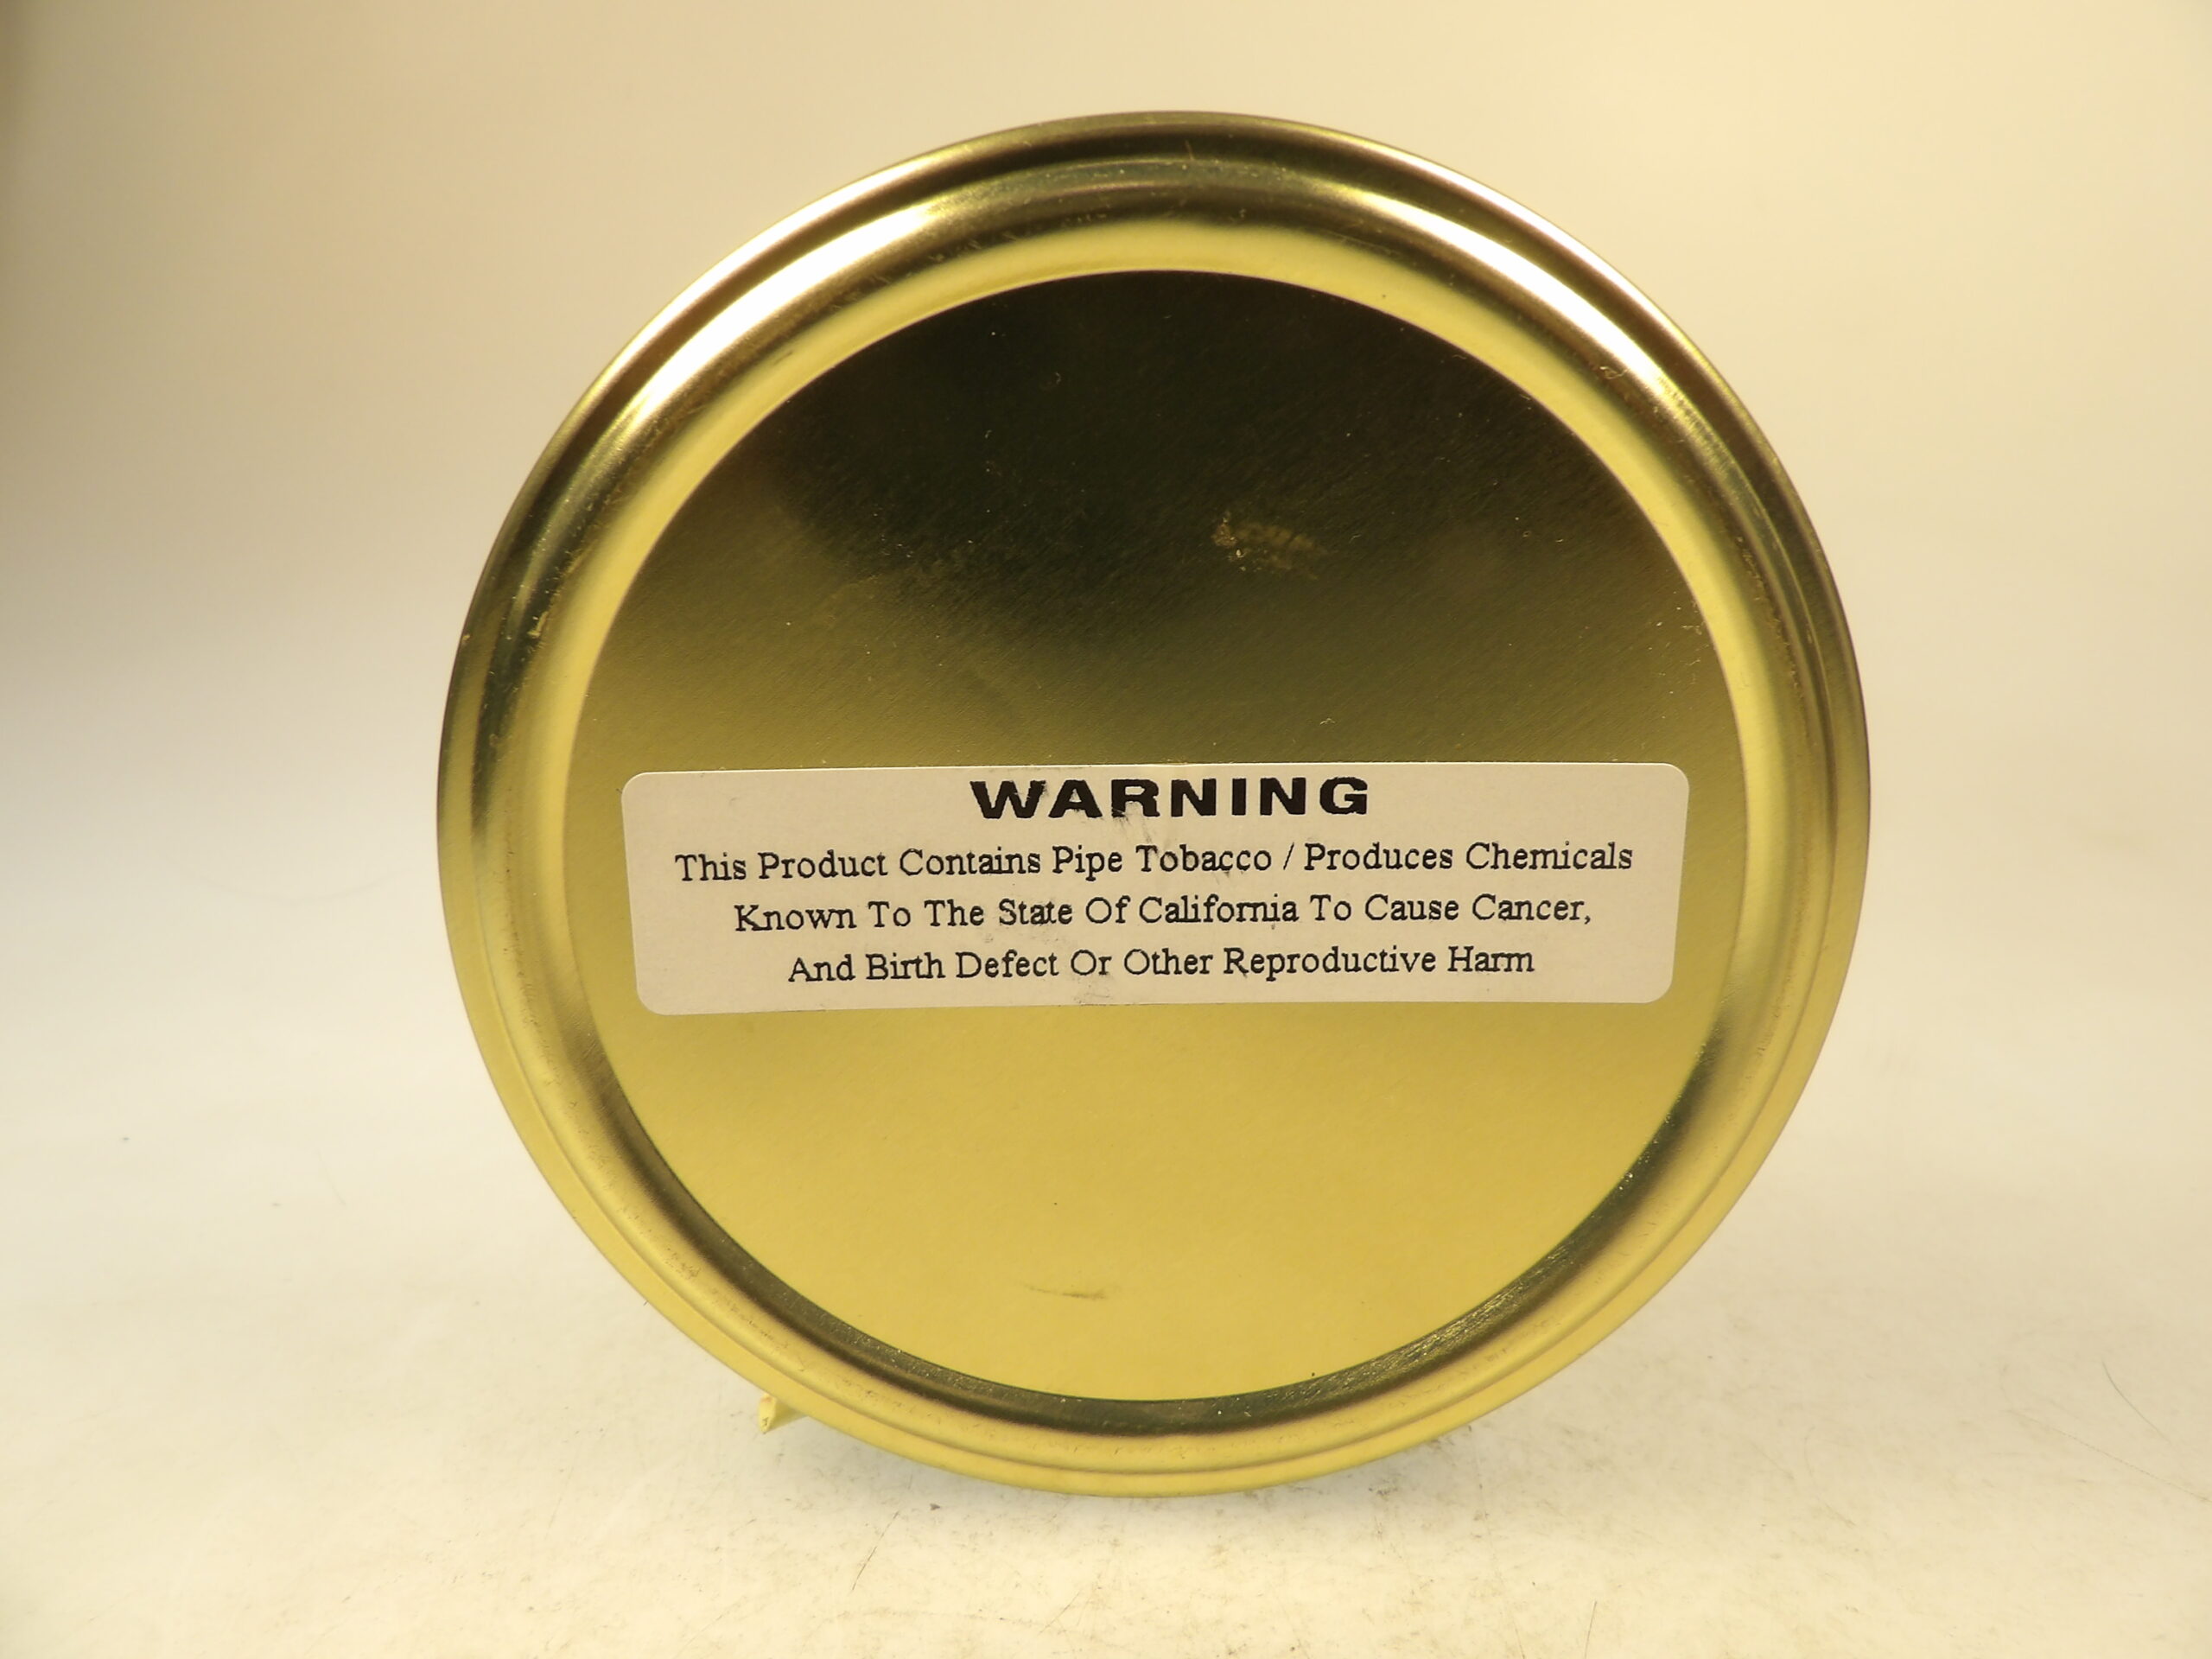 WARNING
This Product Contains Pipe Tobacco / Produces Chemicals
Known To The State Of California To Cause Cancer,
And Birth Defect Or Other Reproductive Harm